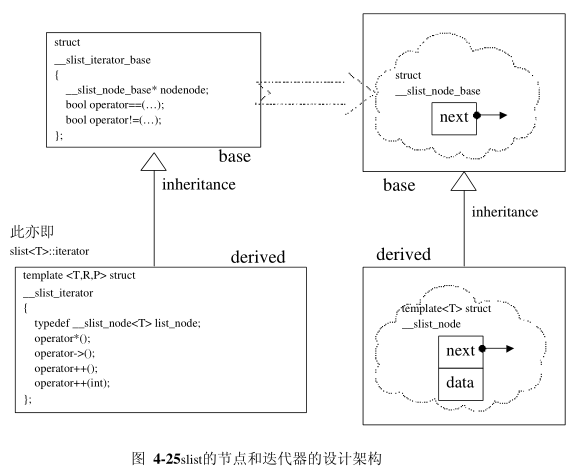 struct
__slist_iterator_base
{
__slist_node_base* nodenode;
bool operator==(…);
bool operator!=(…);
};
base
inheritance
struct
__slist_node_base
next
base
inheritance
此亦即
slist<T>::iterator
derived
template <T,R,P> struct
__slist_iterator
{
typedef __slist_node<T> list_node;
operator*();
operator->();
operator++();
operator++(int);
};
derived
template<T> struct
__slist_node
next
data
图 4-25slist的节点和迭代器的设计架构